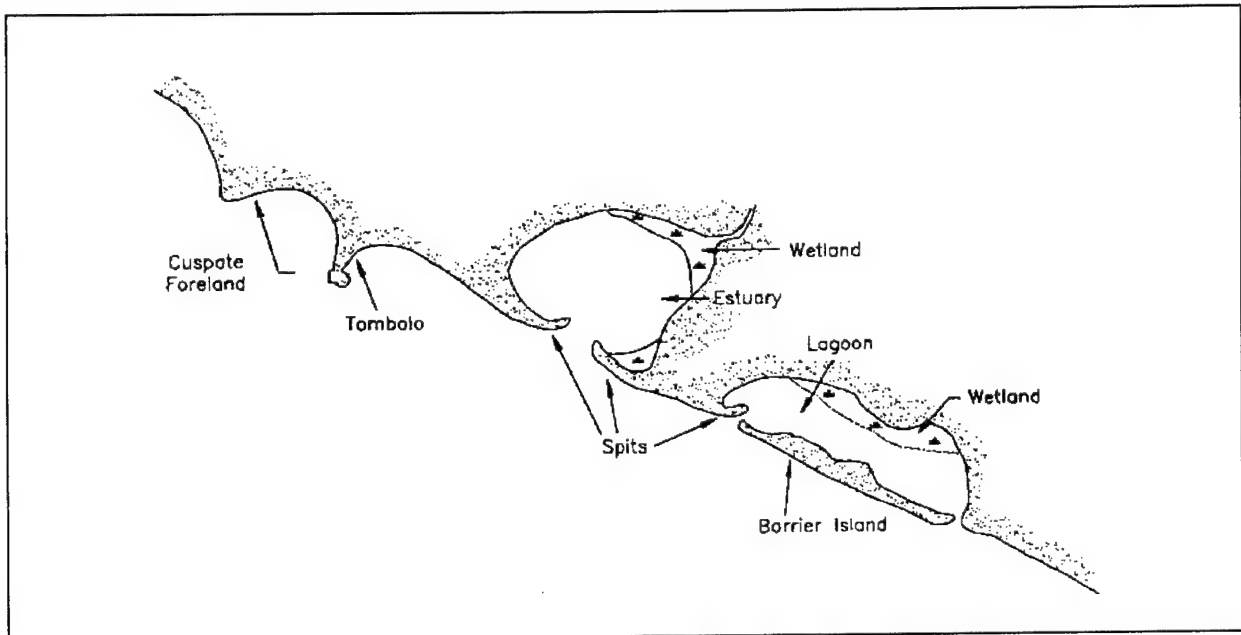 Cuspate
Foreland
Tombolo
Wetland
Estuary
Lagoon
Wetland
Spits
Barrier Island